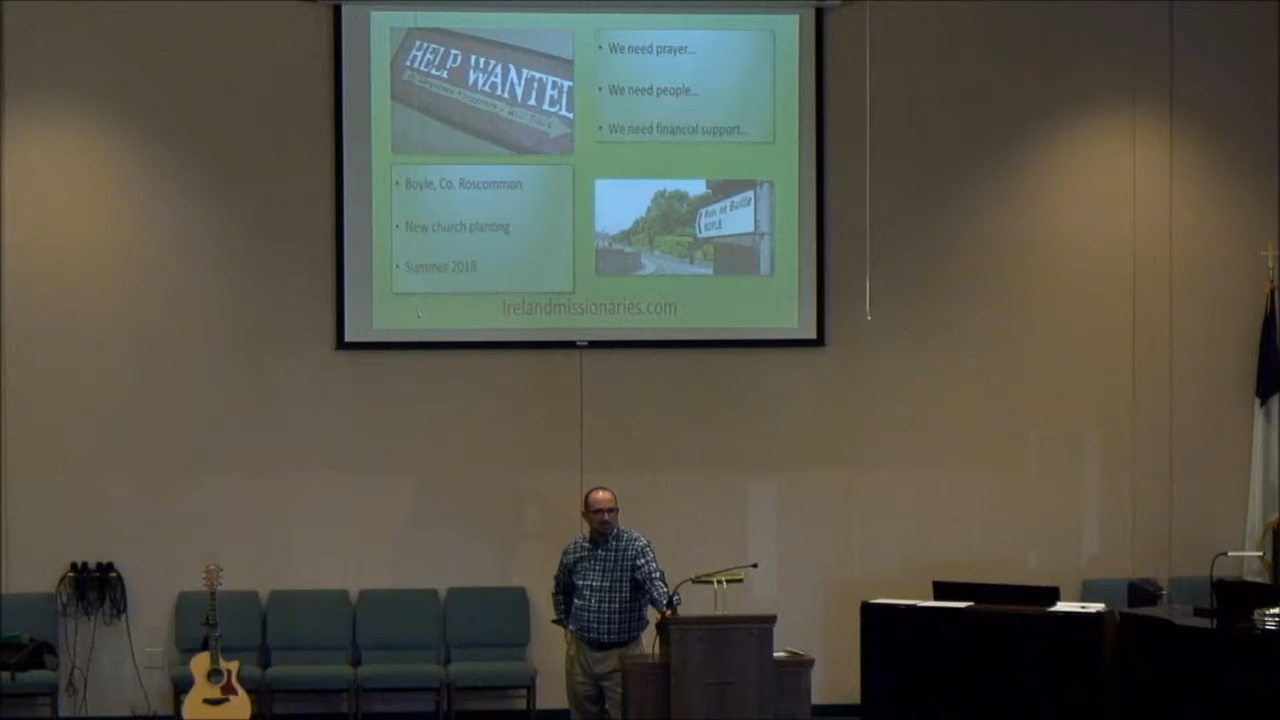 HELP WANTED
• We need prayer...
• We need people...
• We need financial support...
• Boyle, Co. Roscommon
• New church planting
• Summer 2018
BOYLE
Irelandmissionaries.com